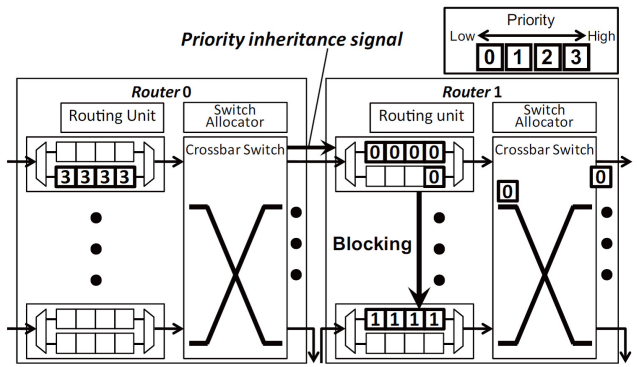 Priority
Low
High
0 1 2 3
Priority inheritance signal
Router 0
Routing Unit
Switch
Allocator
Crossbar Switch
3 3 3 3
Router 1
Routing unit
Switch
Allocator
Crossbar Switch
0 0 0 0
0
0
0
Blocking
1 1 1 1